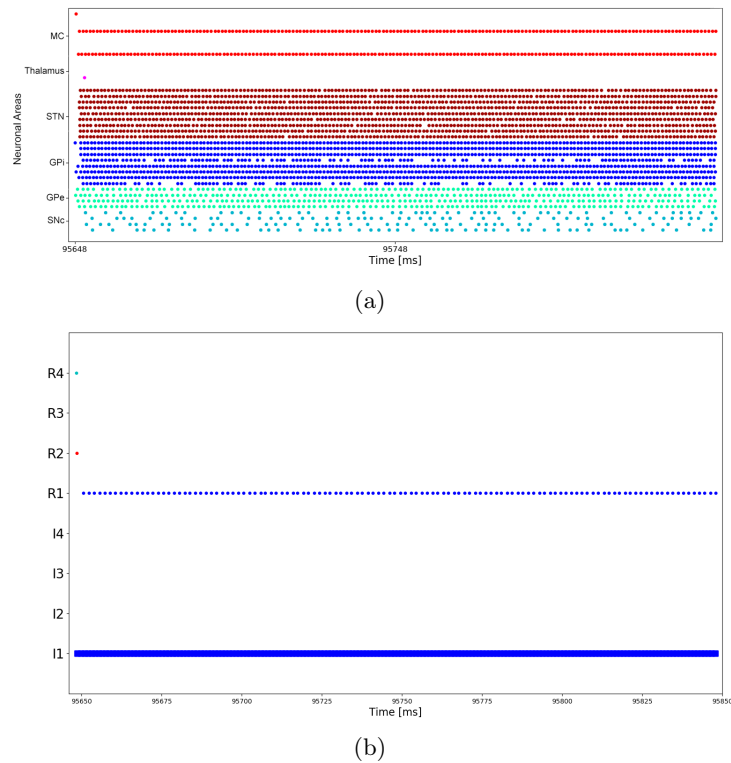 MC
Thalamus
STN
GPi
GPe
SNc
Neuronal Areas
95648
95748
Time [ms]
(a)
R4
R3
R2
R1
I4
I3
I2
I1
95650
95675
95700
95725
95750
95775
95800
95825
95850
Time [ms]
(b)